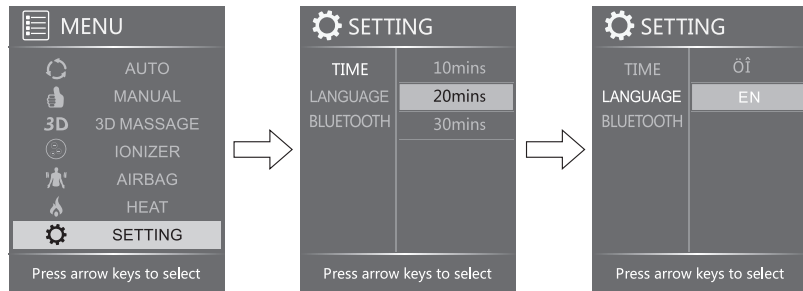 MENU
AUTO
MANUAL
3D 3D MASSAGE
IONIZER
AIRBAG
HEAT
SETTING
Press arrow keys to select
SETTING
TIME 10mins
LANGUAGE 20mins
BLUETOOTH 30mins
Press arrow keys to select
SETTING
TIME ÖÎ
LANGUAGE EN
BLUETOOTH
Press arrow keys to select